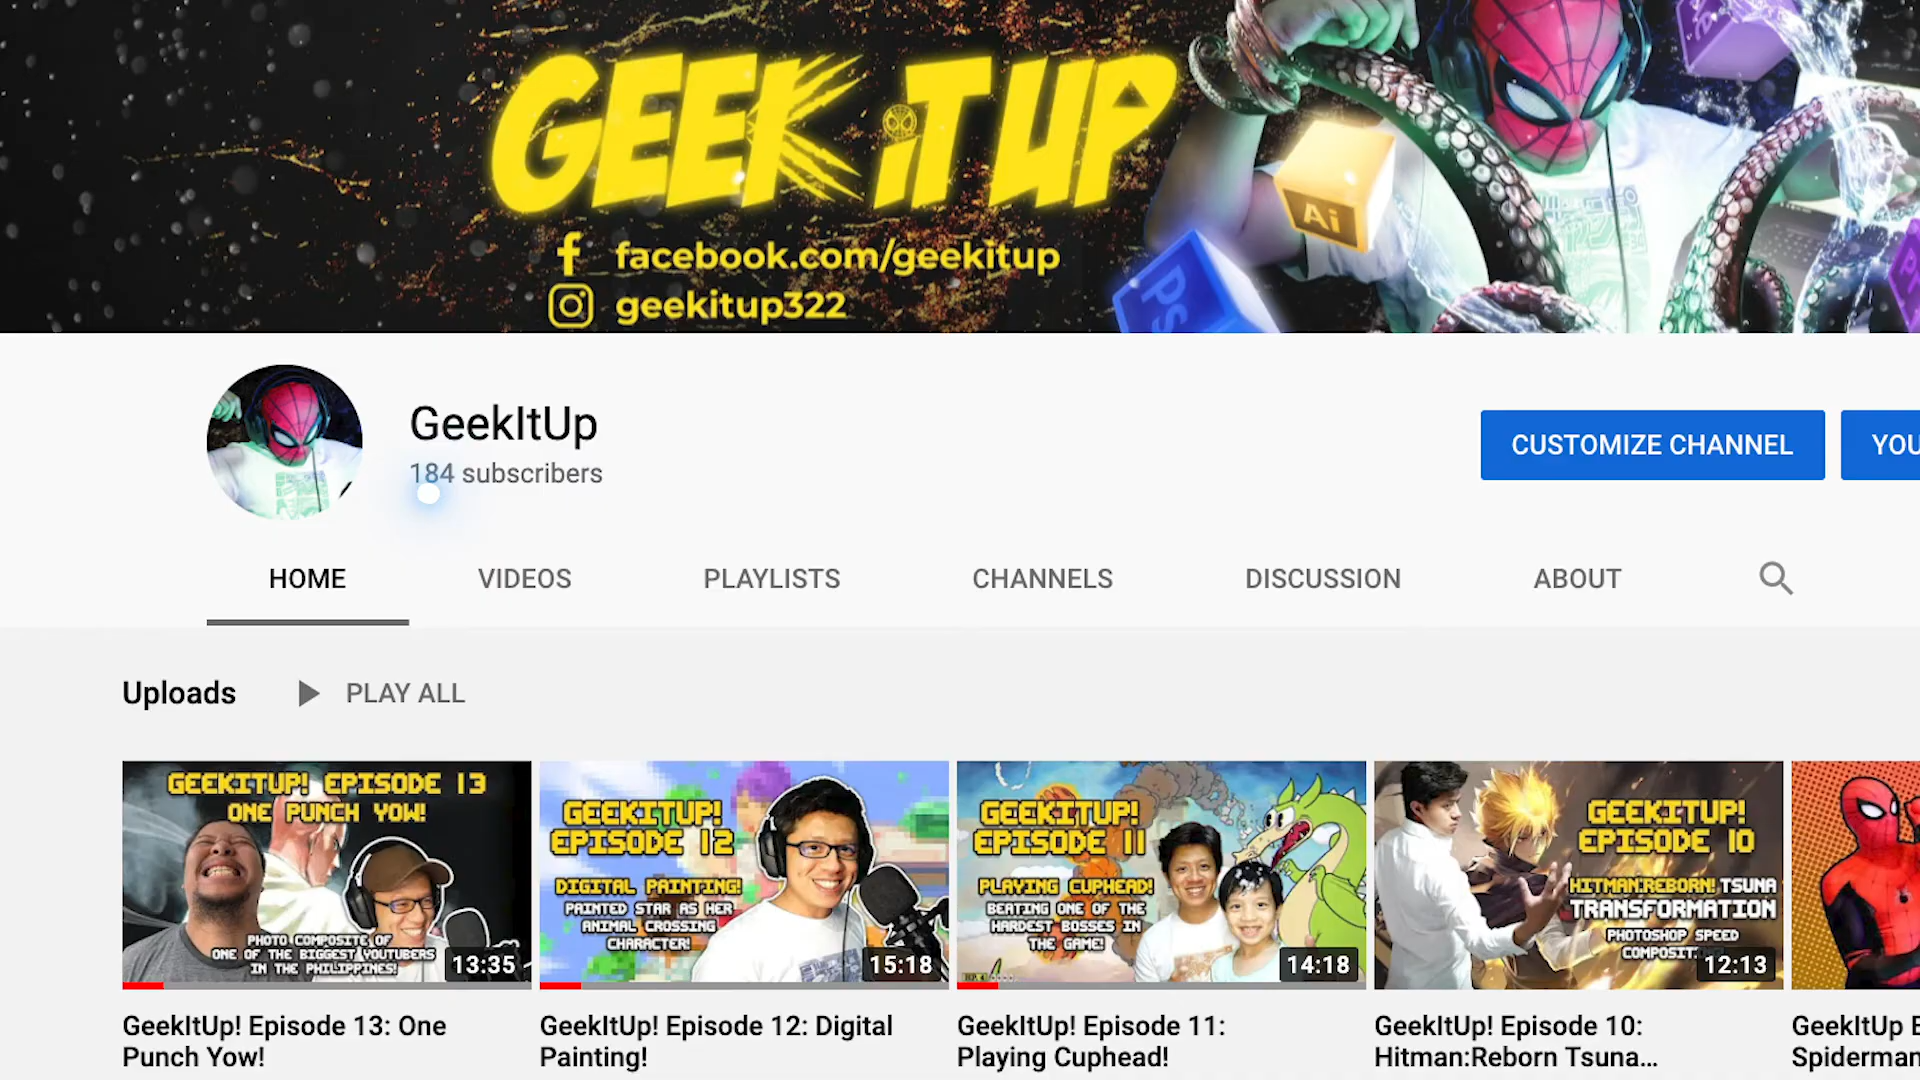 GEEK iT UP
facebook.com/geekitup
geekitup322
Ai
Ps
GeekItUp
184 subscribers
CUSTOMIZE CHANNEL
YOU
HOME
VIDEOS
PLAYLISTS
CHANNELS
DISCUSSION
ABOUT
Uploads
PLAY ALL
GEEKITUP! EPISODE 13
ONE PUNCH YOW!
PHOTO COMPOSITE OF
ONE OF THE BIGGEST YOUTUBERS
IN THE PHILIPPINES!
13:35
GEEKITUP!
EPISODE 12
DIGITAL PAINTING!
PAINTED STAR AS HER
ANIMAL CROSSING
CHARACTER!
15:18
GEEKITUP!
EPISODE 11
PLAYING CUPHEAD!
BEATING ONE OF THE
HARDEST BOSSES IN
THE GAME!
14:18
GEEKITUP!
EPISODE 10
HITMAN:REBORN! TSUNA
TRANSFORMATION
PHOTOSHOP SPEED
COMPOSIT
12:13
GeekItUp! Episode 13: One
Punch Yow!
GeekItUp! Episode 12: Digital
Painting!
GeekItUp! Episode 11:
Playing Cuphead!
GeekItUp! Episode 10:
Hitman:Reborn Tsuna...
GeekItUp E
Spiderman